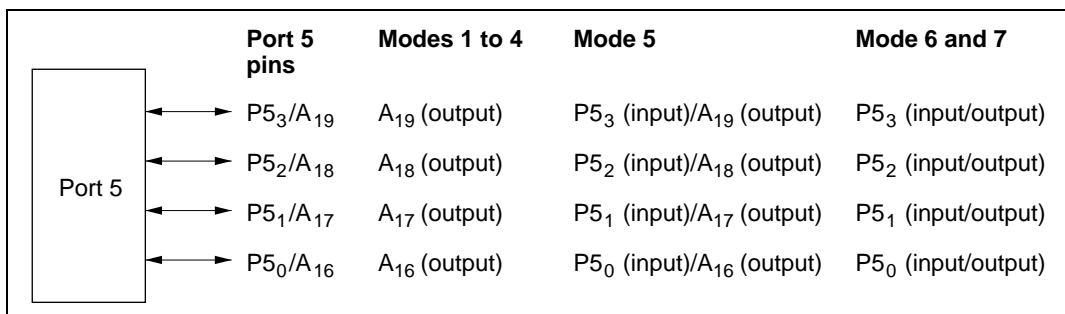 Port 5 pins Modes 1 to 4 Mode 5 Mode 6 and 7
P5₃/A₁₉ A₁₉ (output) P5₃ (input)/A₁₉ (output) P5₃ (input/output)
P5₂/A₁₈ A₁₈ (output) P5₂ (input)/A₁₈ (output) P5₂ (input/output)
Port 5
P5₁/A₁₇ A₁₇ (output) P5₁ (input)/A₁₇ (output) P5₁ (input/output)
P5₀/A₁₆ A₁₆ (output) P5₀ (input)/A₁₆ (output) P5₀ (input/output)